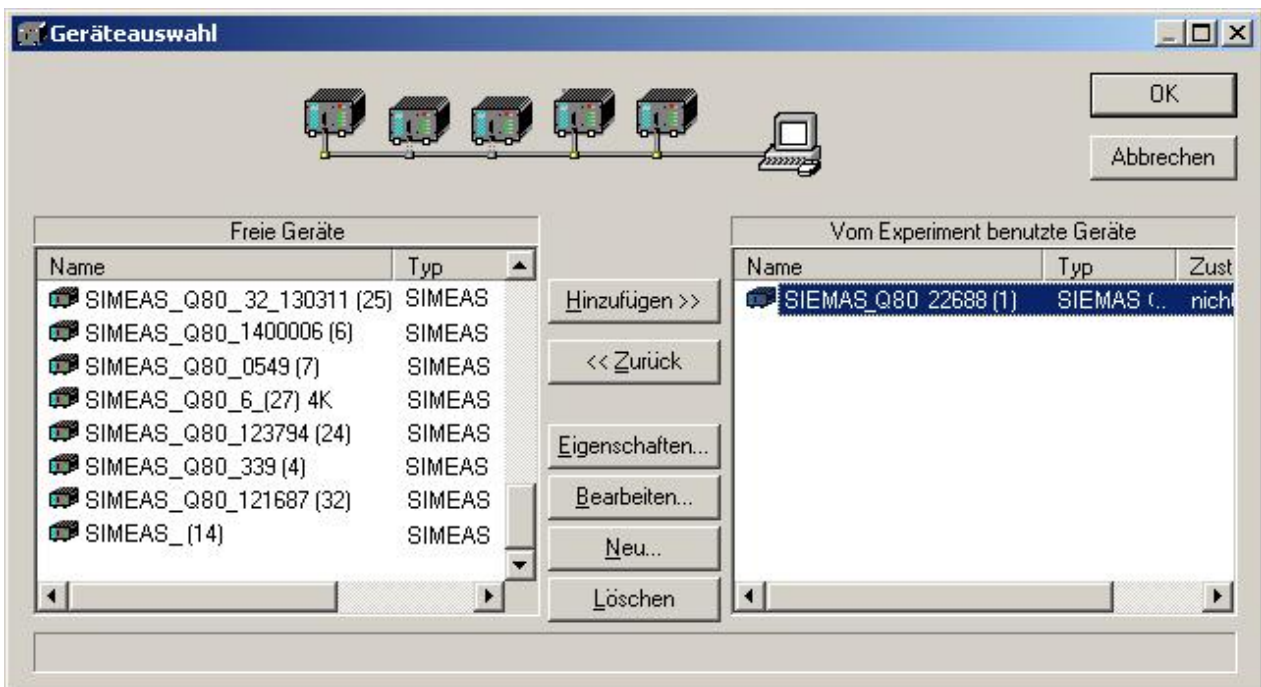 Geräteauswahl
OK
Abbrechen
Freie Geräte
Name Typ
SIMEAS_Q80_32_130311 (25) SIMEAS
SIMEAS_Q80_1400006 (6) SIMEAS
SIMEAS_Q80_0549 (7) SIMEAS
SIMEAS_Q80_6_(27) 4K SIMEAS
SIMEAS_Q80_123794 (24) SIMEAS
SIMEAS_Q80_339 (4) SIMEAS
SIMEAS_Q80_121687 (32) SIMEAS
SIMEAS_ (14) SIMEAS
Hinzufügen >>
<< Zurück
Eigenschaften...
Bearbeiten...
Neu...
Löschen
Vom Experiment benutzte Geräte
Name Typ Zust
SIEMAS_Q80_22688 (1) SIEMAS (... nich